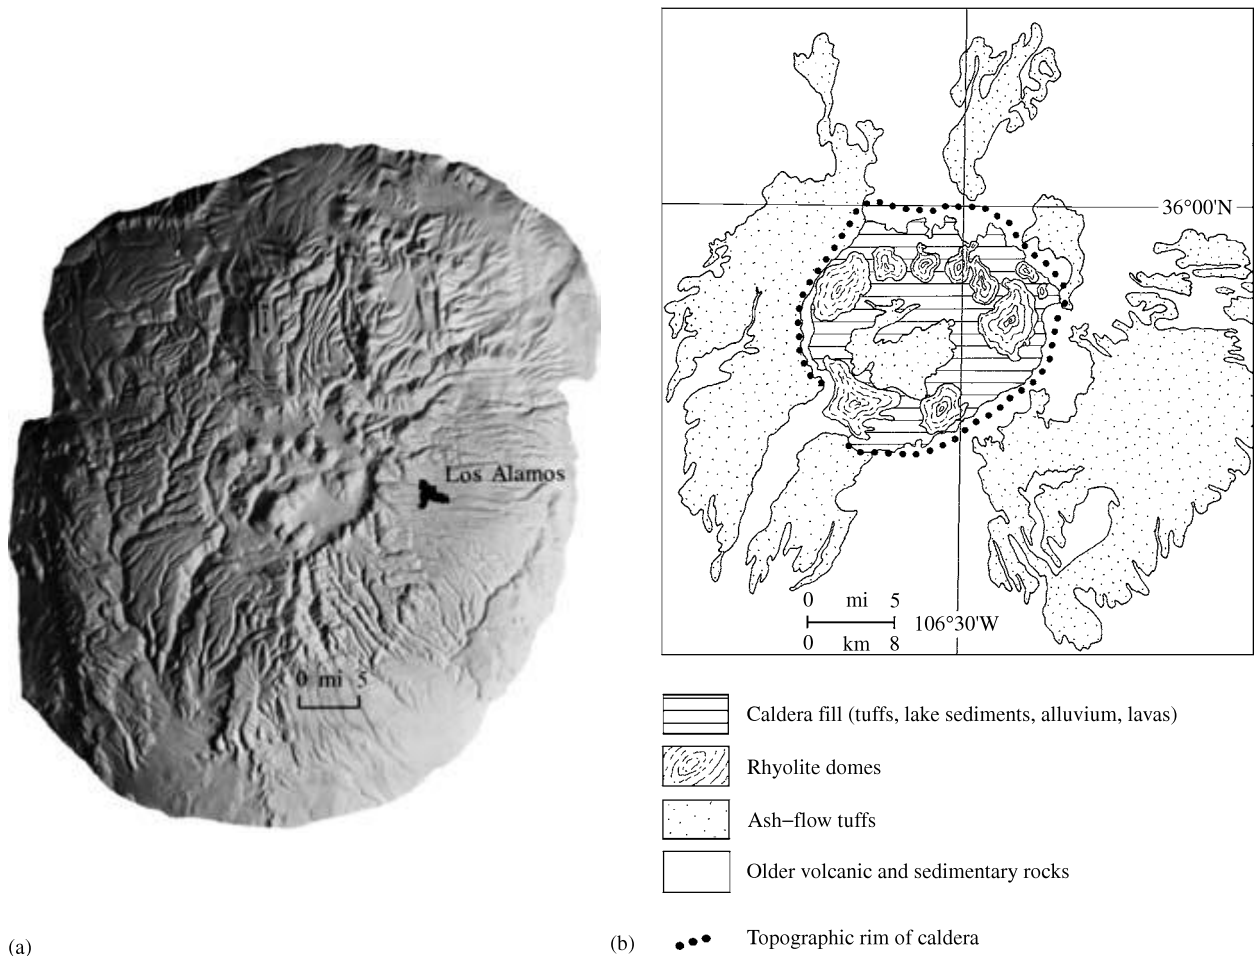 Los Alamos
0 mi 5
(a)
36°00'N
0 mi 5
106°30'W
0 km 8
Caldera fill (tuffs, lake sediments, alluvium, lavas)
Rhyolite domes
Ash–flow tuffs
Older volcanic and sedimentary rocks
(b)
Topographic rim of caldera